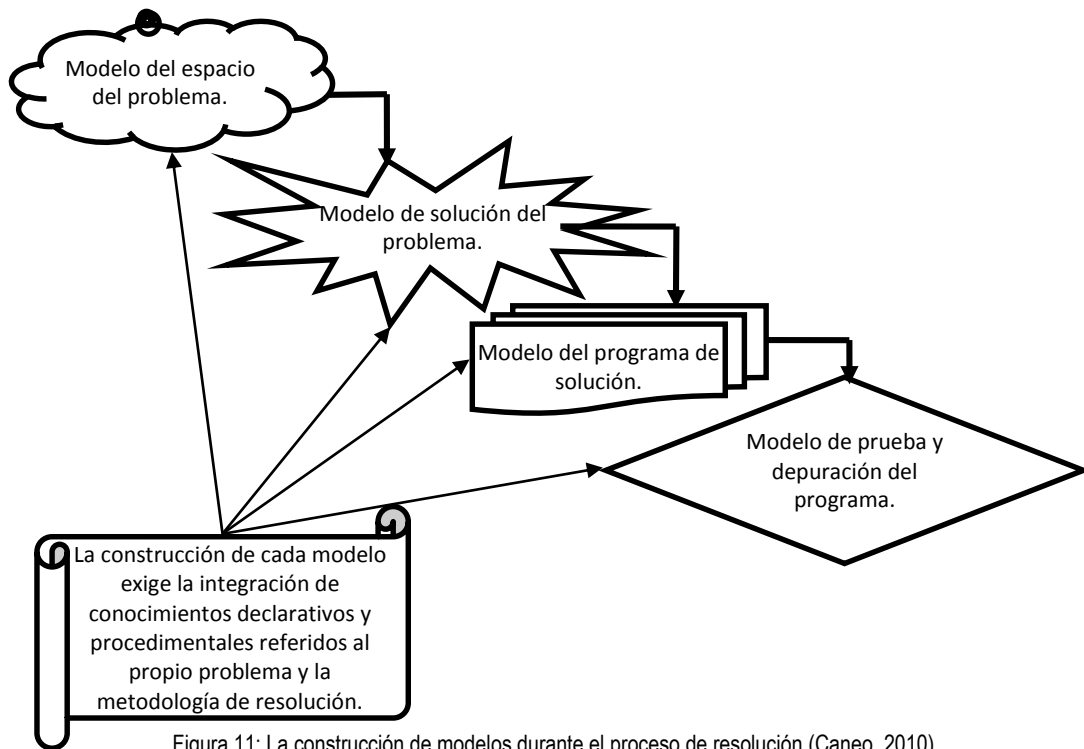 Modelo del espacio
del problema.
Modelo de solución del
problema.
Modelo del programa de
solución.
Modelo de prueba y
depuración del
programa.
La construcción de cada modelo
exige la integración de
conocimientos declarativos y
procedimentales referidos al
propio problema y la
metodología de resolución.
Figura 11: La construcción de modelos durante el proceso de resolución (Caneo, 2010)